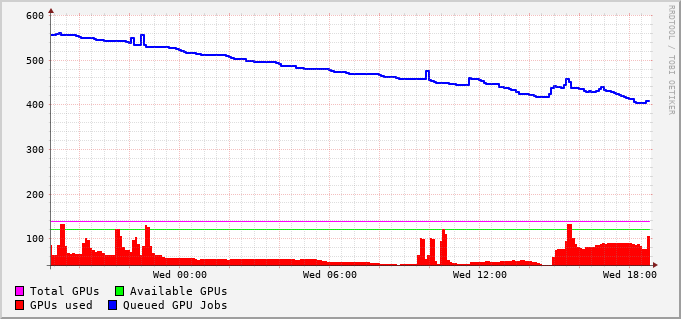 600
500
400
300
200
100
Wed 00:00 Wed 06:00 Wed 12:00 Wed 18:00
Total GPUs Available GPUs
GPUs used Queued GPU Jobs
RRDTOOL / TOBI OETIKER